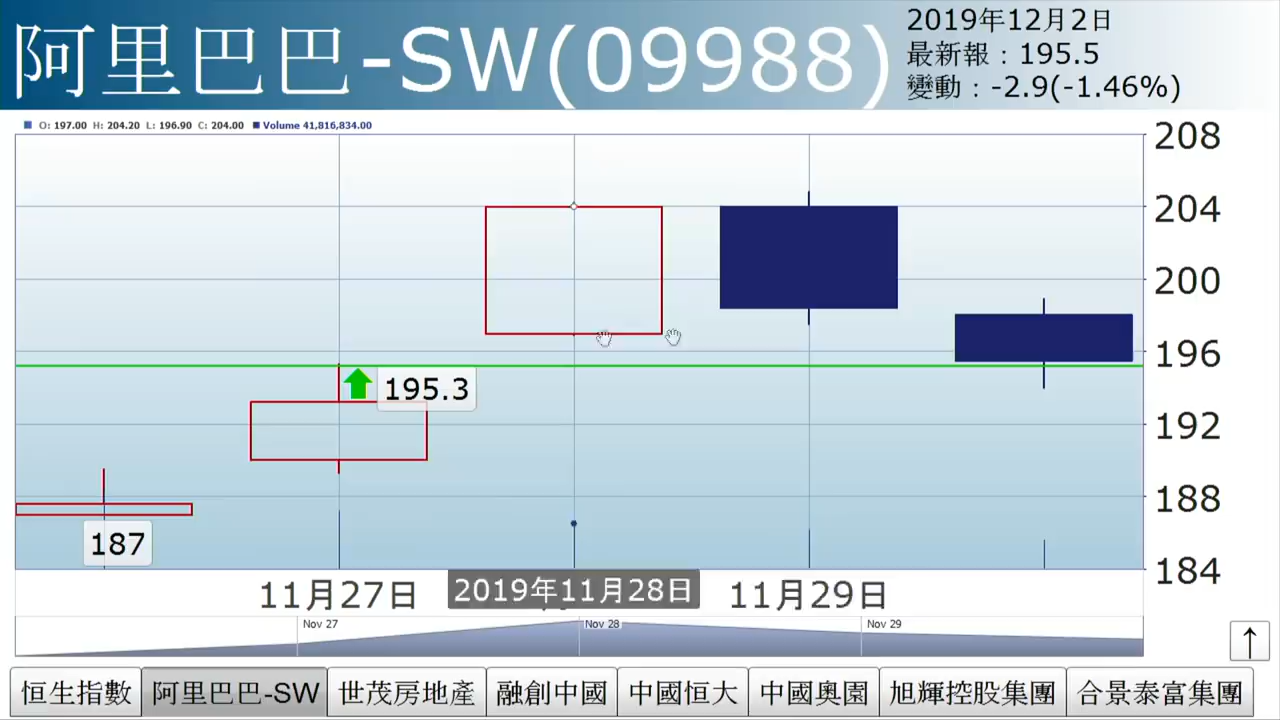 阿里巴巴-SW(09988)
2019年12月2日
最新報：195.5
變動：-2.9(-1.46%)
O: 197.00 H: 204.20 L: 196.90 C: 204.00 Volume 41,816,834.00
208
204
200
196
192
188
184
195.3
187
11月27日
2019年11月28日
11月29日
Nov 27
Nov 28
Nov 29
恒生指數
阿里巴巴-SW
世茂房地產
融創中國
中國恒大
中國奧園
旭輝控股集團
合景泰富集團